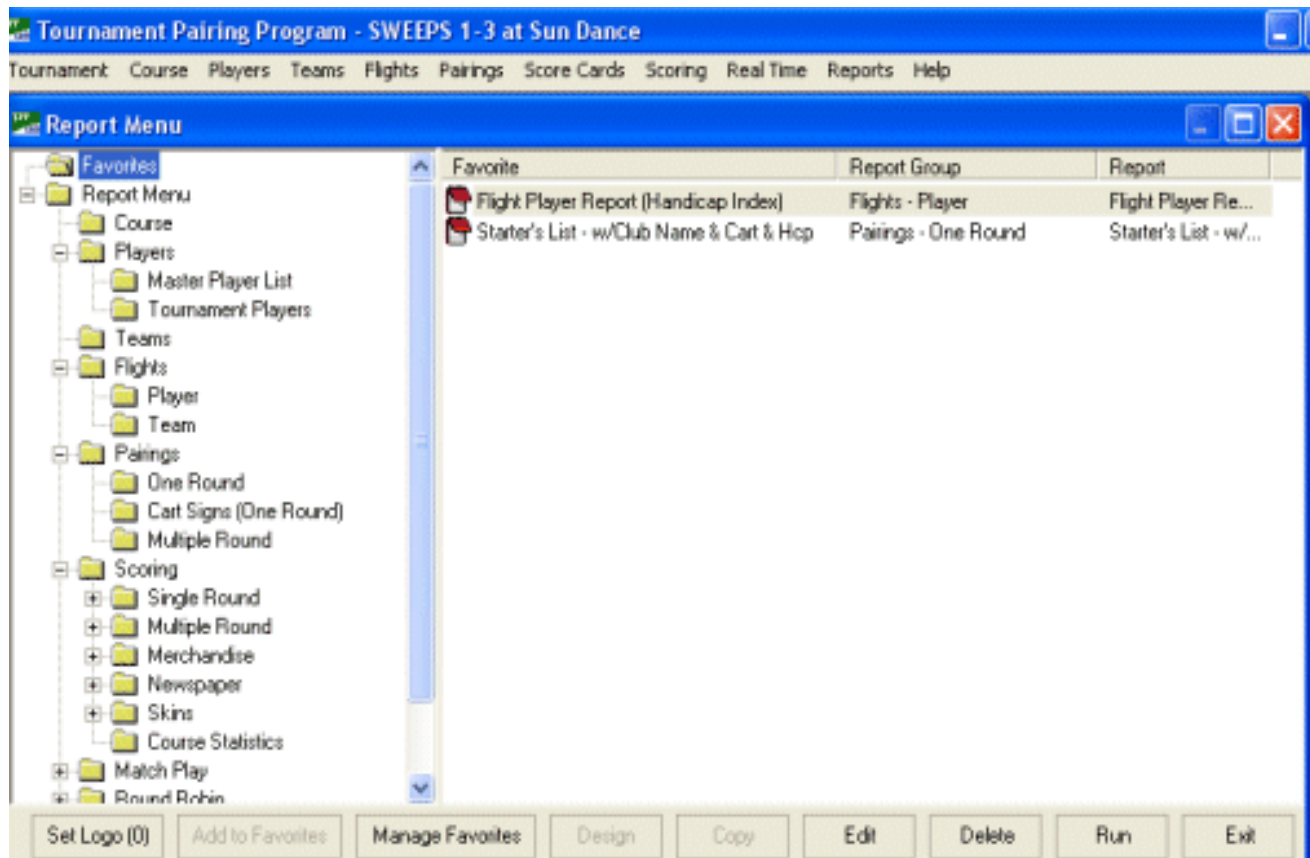 Tournament Pairing Program - SWEEPS 1-3 at Sun Dance
Tournament Course Players Teams Flights Pairings Score Cards Scoring Real Time Reports Help
Report Menu
Favorites
Report Menu
Course
Players
Master Player List
Tournament Players
Teams
Flights
Player
Team
Pairings
One Round
Cart Signs (One Round)
Multiple Round
Scoring
Single Round
Multiple Round
Merchandise
Newspaper
Skins
Course Statistics
Match Play
Round Robin
Favorite Report Group Report
Flight Player Report (Handicap Index) Flights - Player Flight Player Re...
Starter's List - w/Club Name & Cart & Hcp Pairings - One Round Starter's List - w/...
Set Logo (0) Add to Favorites Manage Favorites Design Copy Edit Delete Run Exit